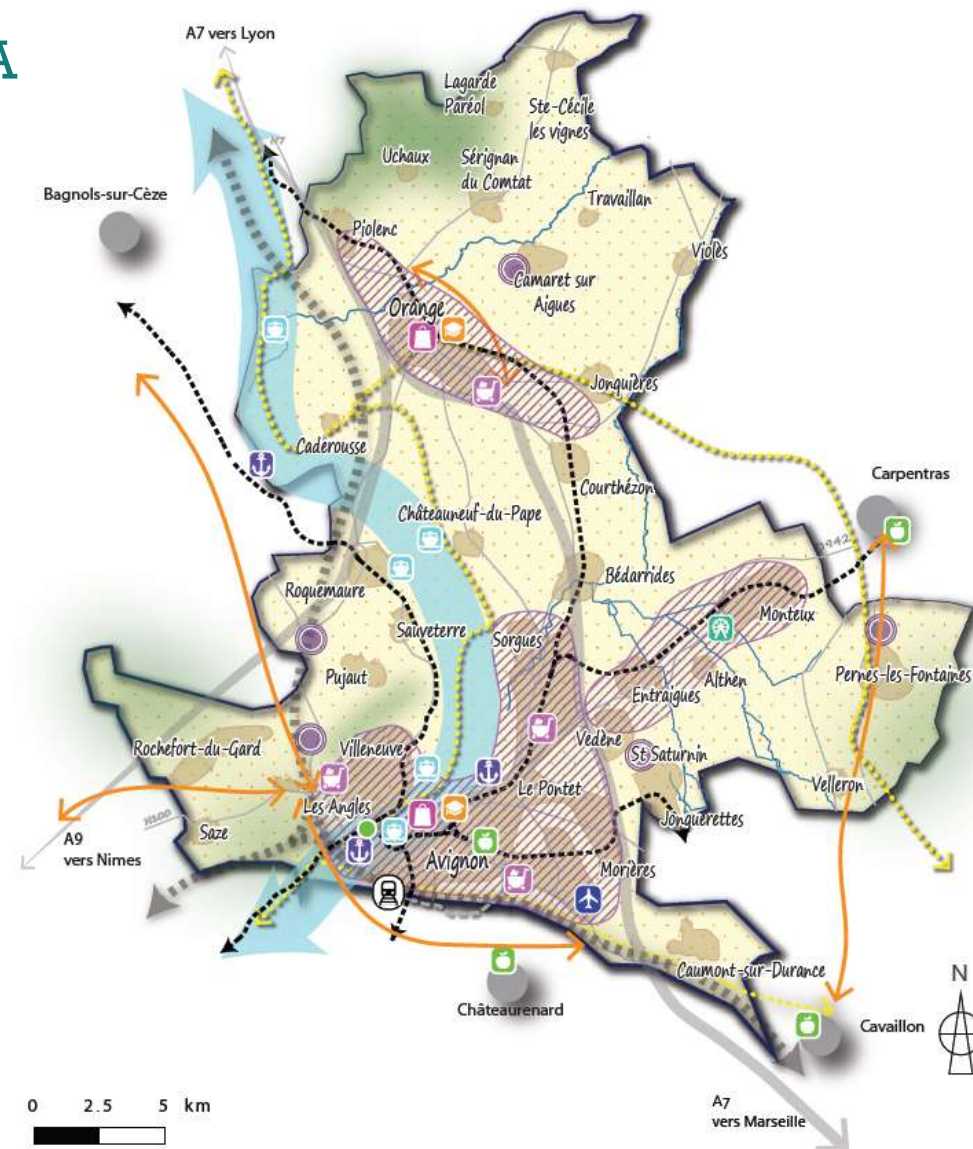 A
A7 vers Lyon
N7
Lagarde
Paréol
Ste-Cécile
les vignes
Uchaux
Sérignan
du Comtat
Travaillan
Bagnols-sur-Cèze
Piolenc
Violès
Camaret sur
Aigues
Orange
Jonquières
Caderousse
Courthézon
Carpentras
Châteauneuf-du-Pape
D942
Roquemaure
Bédarrides
Monteux
Sauveterre
Sorgues
Pujaut
Entraigues
Althen
Pernes-les-Fontaines
Rochefort-du-Gard
Villeneuve
Vedène
St Saturnin
Le Pontet
Velleron
Les Angles
Jonquerettes
N100
Saze
A9
vers Nimes
Avignon
Morières
Caumont-sur-Durance
Châteaurenard
Cavaillon
N
A7
vers Marseille
0 2.5 5 km